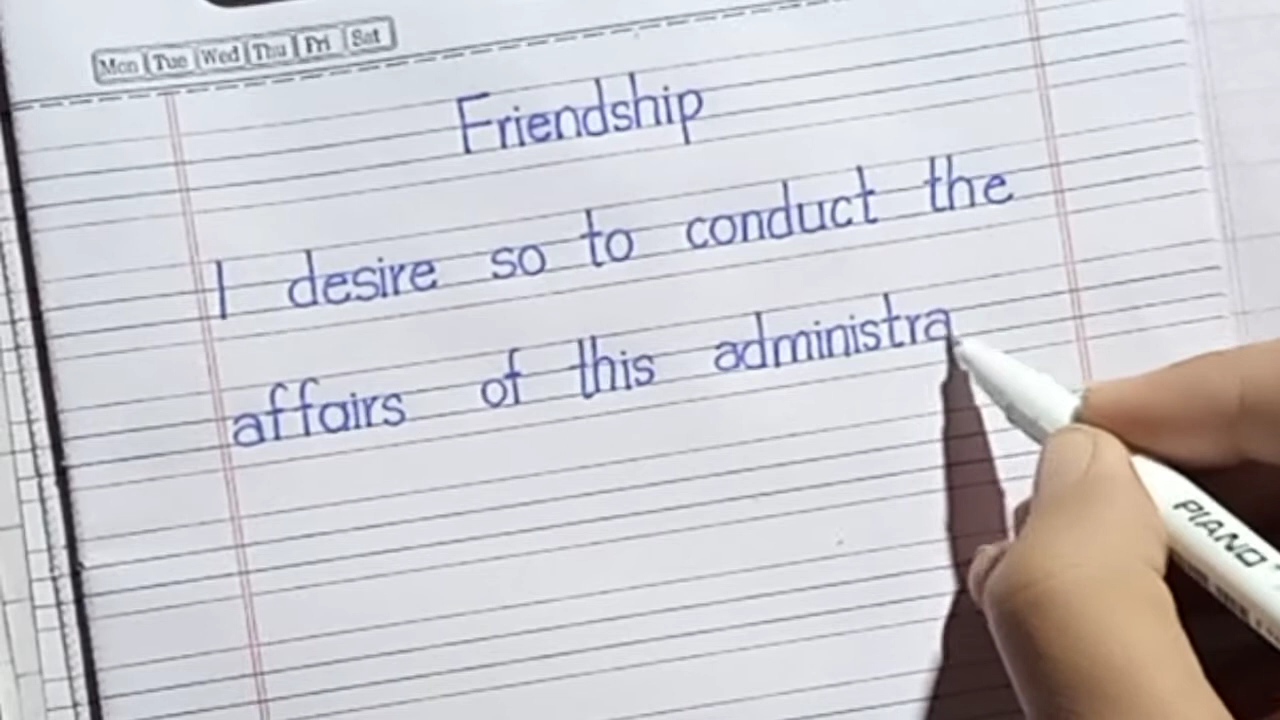 Mon Tue Wed Thu Fri Sat
Friendship
I desire so to conduct the
affairs of this administra
PIANO